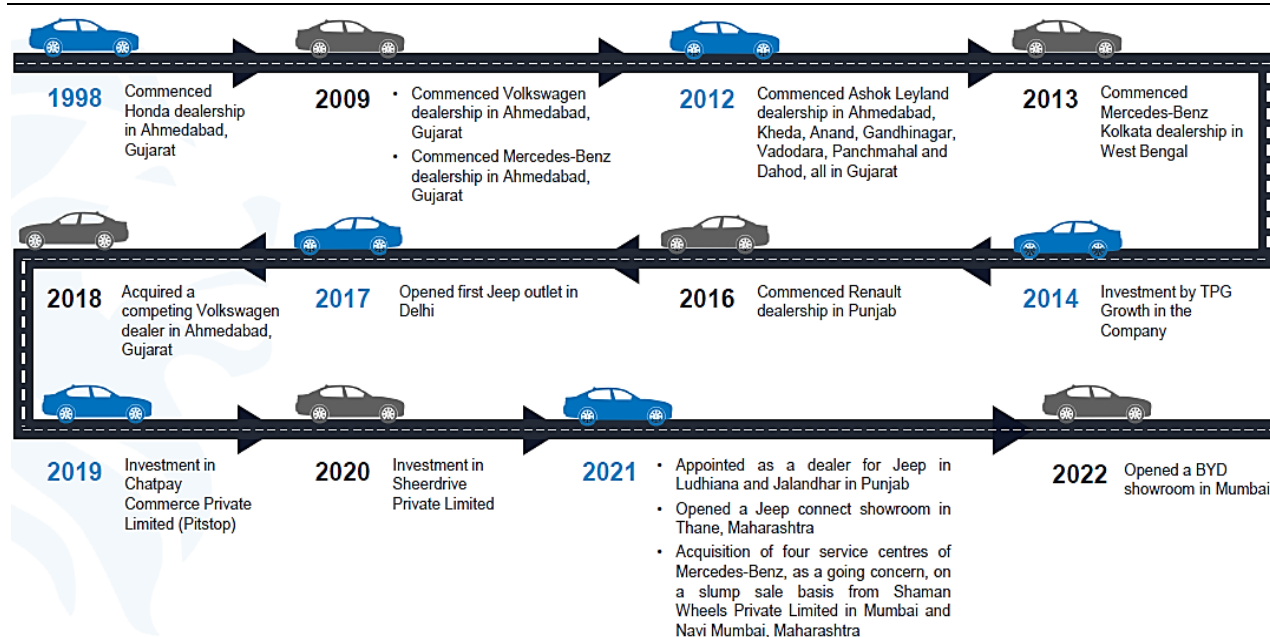 1998
Commenced
Honda dealership
in Ahmedabad,
Gujarat
2009
• Commenced Volkswagen
dealership in Ahmedabad,
Gujarat
• Commenced Mercedes-Benz
dealership in Ahmedabad,
Gujarat
2012
Commenced Ashok Leyland
dealership in Ahmedabad,
Kheda, Anand, Gandhinagar,
Vadodara, Panchmahal and
Dahod, all in Gujarat
2013
Commenced
Mercedes-Benz
Kolkata dealership in
West Bengal
2014
Investment by TPG
Growth in the
Company
2016
Commenced Renault
dealership in Punjab
2017
Opened first Jeep outlet in
Delhi
2018
Acquired a
competing Volkswagen
dealer in Ahmedabad,
Gujarat
2019
Investment in
Chatpay
Commerce Private
Limited (Pitstop)
2020
Investment in
Sheerdrive
Private Limited
2021
• Appointed as a dealer for Jeep in
Ludhiana and Jalandhar in Punjab
• Opened a Jeep connect showroom in
Thane, Maharashtra
• Acquisition of four service centres of
Mercedes-Benz, as a going concern, on
a slump sale basis from Shaman
Wheels Private Limited in Mumbai and
Navi Mumbai, Maharashtra
2022
Opened a BYD
showroom in Mumbai